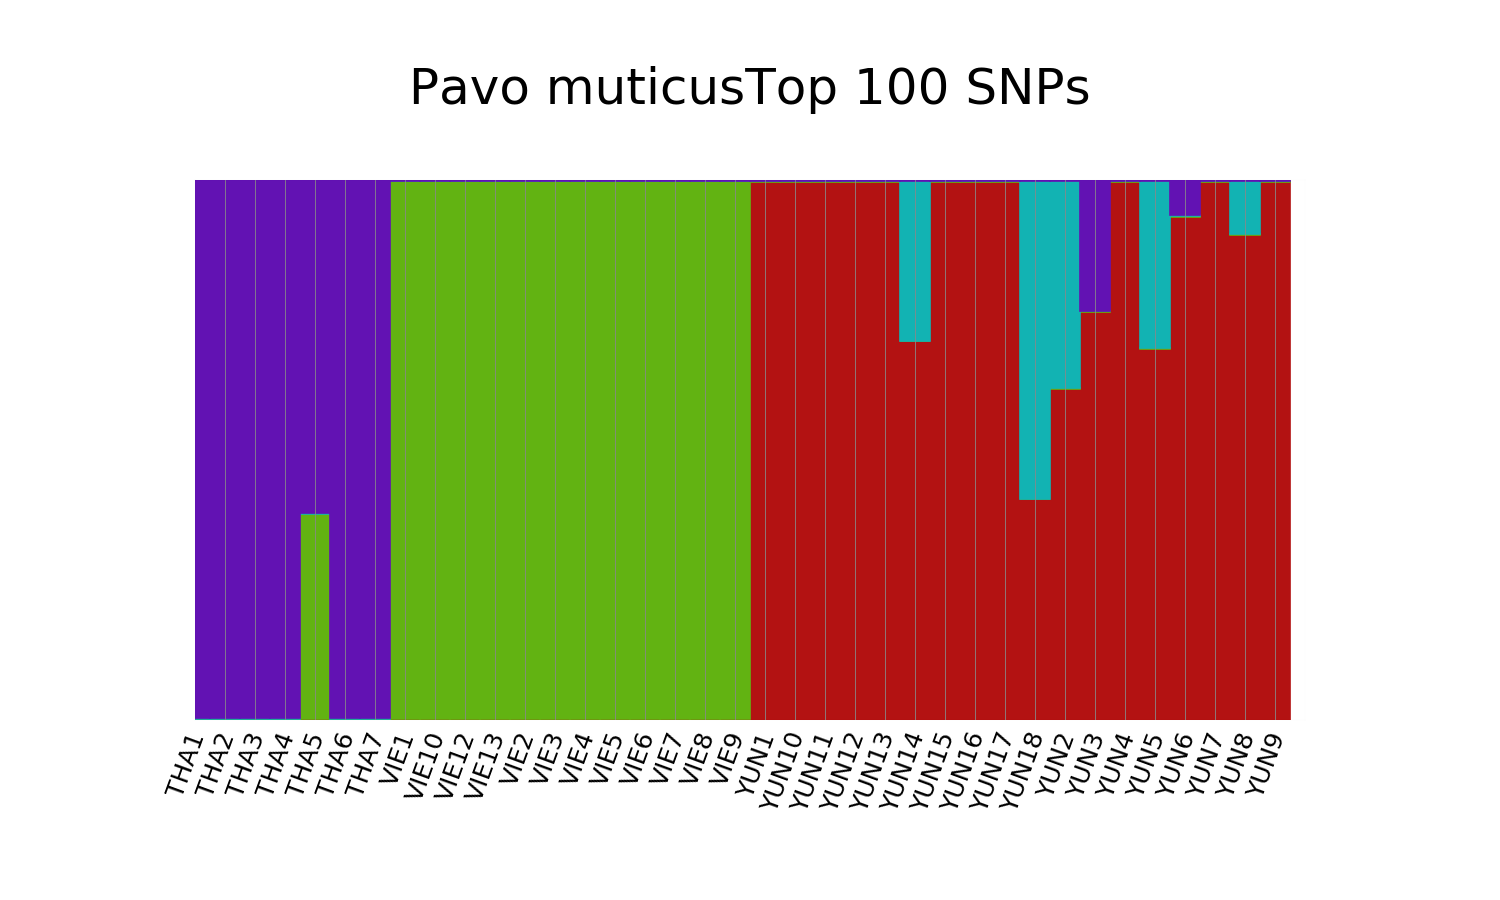 Pavo muticusTop 100 SNPs
THA1
THA2
THA3
THA4
THA5
THA6
THA7
VIE1
VIE10
VIE12
VIE13
VIE2
VIE3
VIE4
VIE5
VIE6
VIE7
VIE8
VIE9
YUN1
YUN10
YUN11
YUN12
YUN13
YUN14
YUN15
YUN16
YUN17
YUN18
YUN2
YUN3
YUN4
YUN5
YUN6
YUN7
YUN8
YUN9